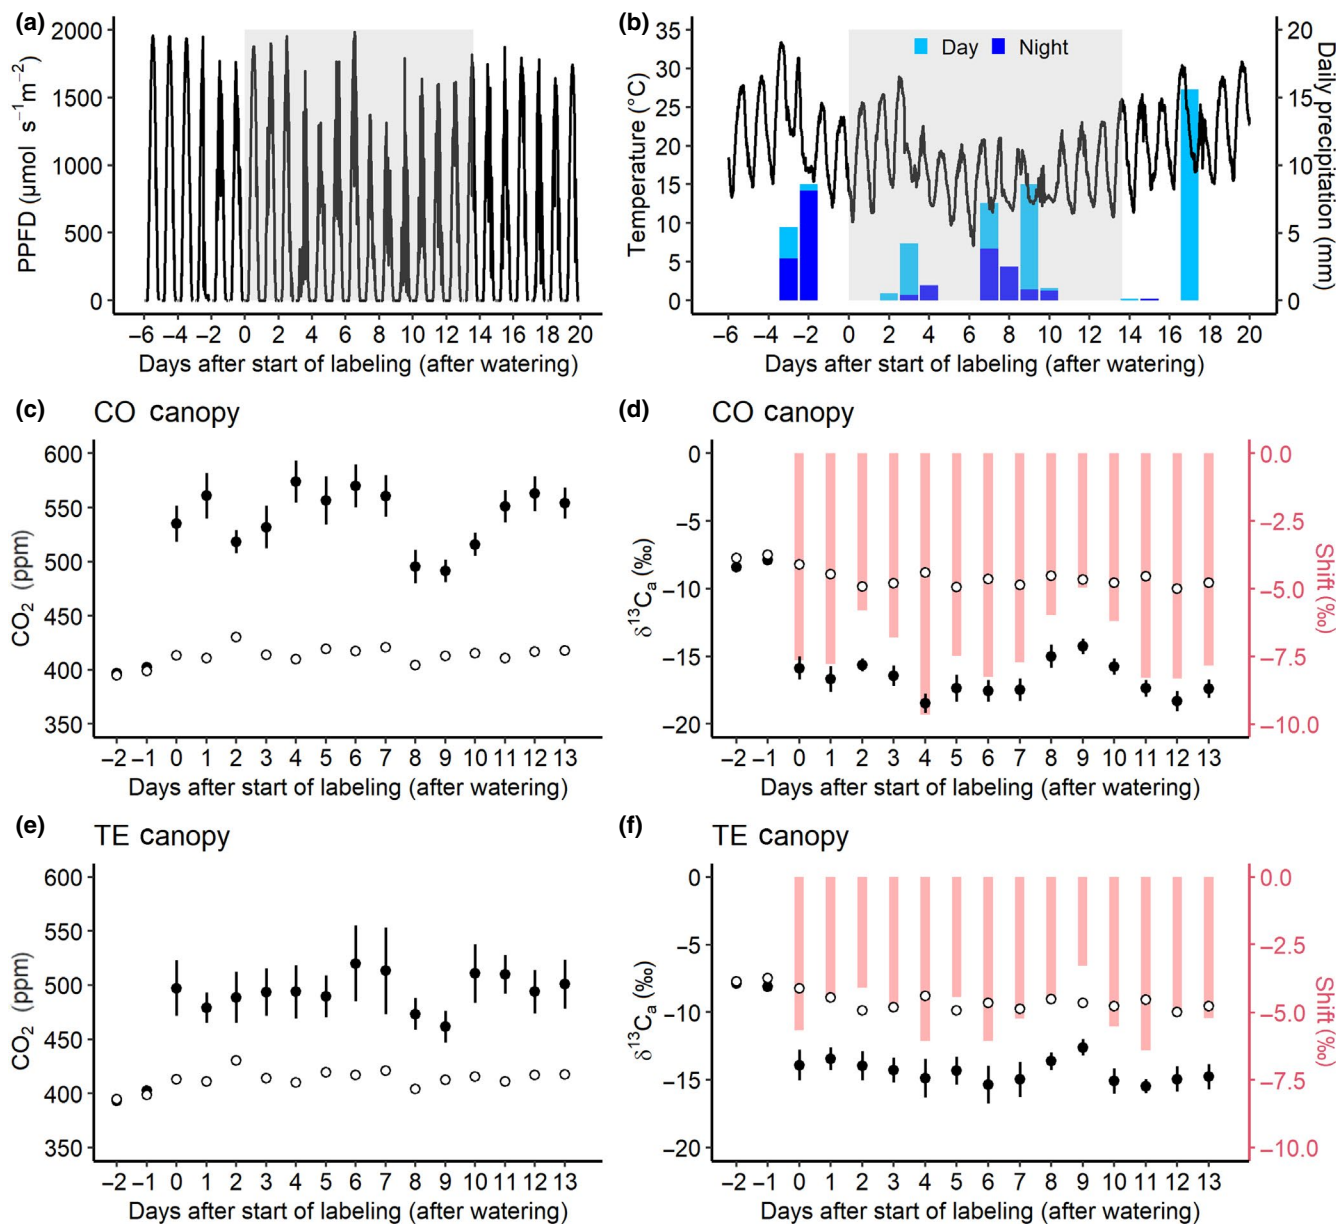 (a)
2000
1500
1000
500
0
PPFD (μmol s⁻¹m⁻²)
−6 −4 −2 0 2 4 6 8 10 12 14 16 18 20
Days after start of labeling (after watering)
(b)
Day Night
35
30
25
20
15
10
5
0
Temperature (°C)
20
15
10
5
0
Daily precipitation (mm)
−6 −4 −2 0 2 4 6 8 10 12 14 16 18 20
Days after start of labeling (after watering)
(c) CO canopy
600
550
500
450
400
350
CO₂ (ppm)
−2 −1 0 1 2 3 4 5 6 7 8 9 10 11 12 13
Days after start of labeling (after watering)
(d) CO canopy
0
−5
−10
−15
−20
δ¹³Cₐ (‰)
0.0
−2.5
−5.0
−7.5
−10.0
Shift (‰)
−2 −1 0 1 2 3 4 5 6 7 8 9 10 11 12 13
Days after start of labeling (after watering)
(e) TE canopy
600
550
500
450
400
350
CO₂ (ppm)
−2 −1 0 1 2 3 4 5 6 7 8 9 10 11 12 13
Days after start of labeling (after watering)
(f) TE canopy
0
−5
−10
−15
−20
δ¹³Cₐ (‰)
0.0
−2.5
−5.0
−7.5
−10.0
Shift (‰)
−2 −1 0 1 2 3 4 5 6 7 8 9 10 11 12 13
Days after start of labeling (after watering)